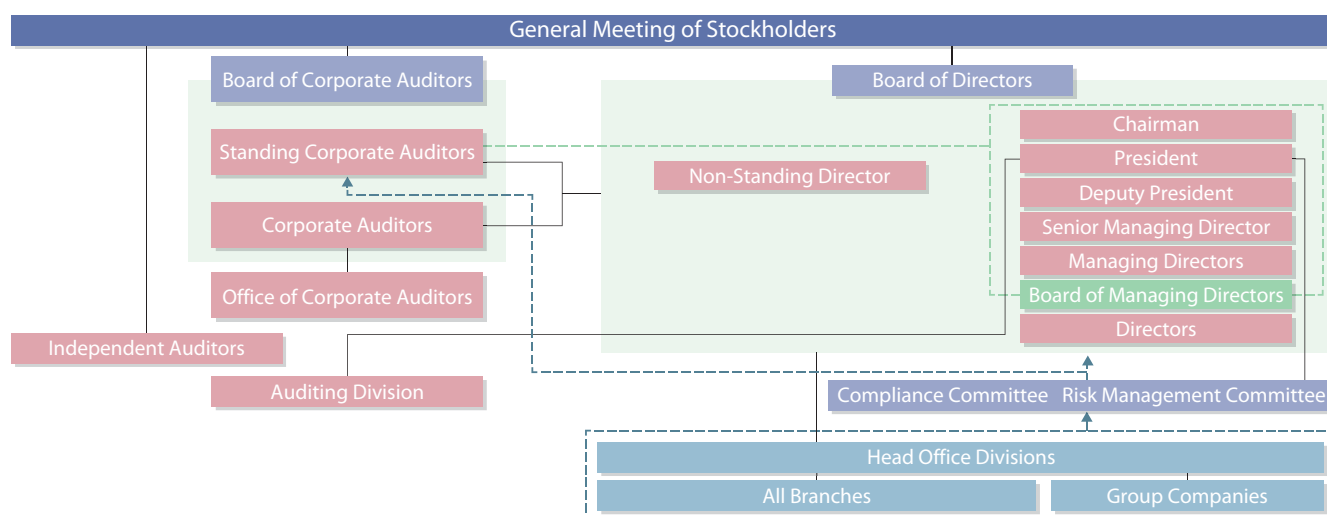 General Meeting of Stockholders
Board of Corporate Auditors
Board of Directors
Standing Corporate Auditors
Corporate Auditors
Office of Corporate Auditors
Independent Auditors
Auditing Division
Non-Standing Director
Chairman
President
Deputy President
Senior Managing Director
Managing Directors
Board of Managing Directors
Directors
Compliance Committee Risk Management Committee
Head Office Divisions
All Branches
Group Companies